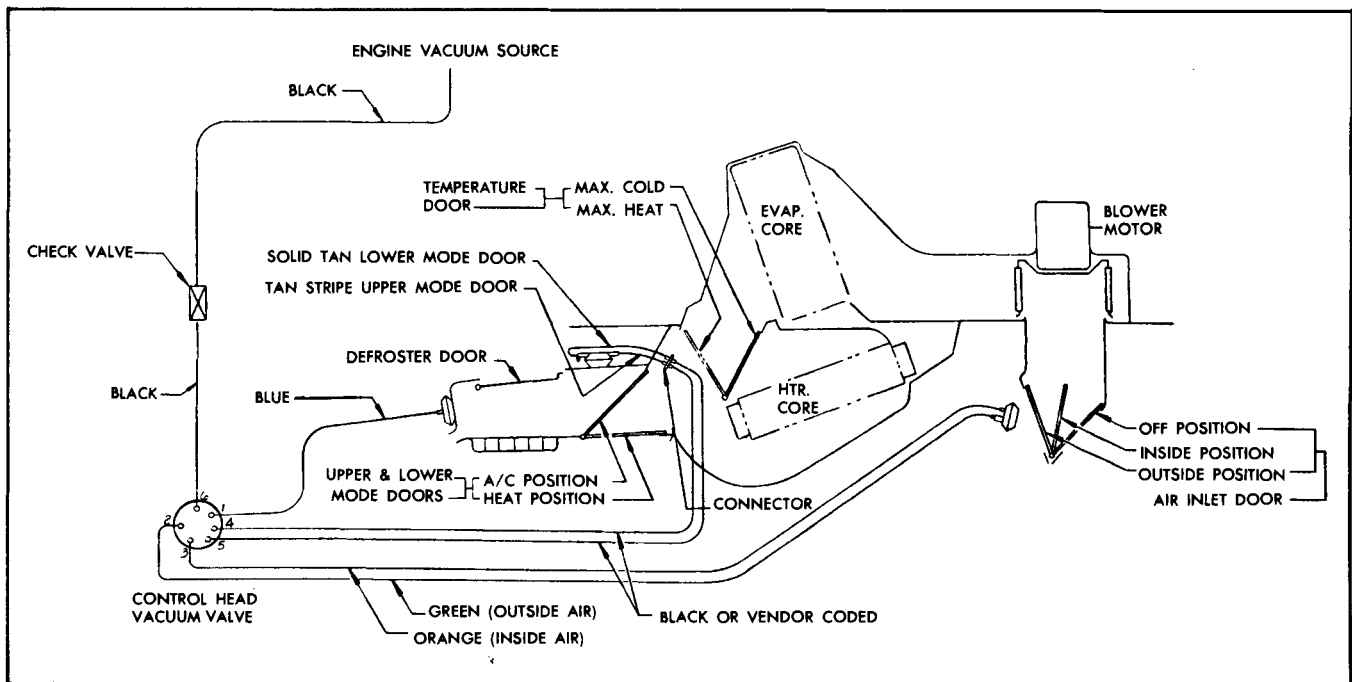 ENGINE VACUUM SOURCE
BLACK
TEMPERATURE
DOOR
MAX. COLD
MAX. HEAT
EVAP.
CORE
BLOWER
MOTOR
CHECK VALVE
SOLID TAN LOWER MODE DOOR
TAN STRIPE UPPER MODE DOOR
DEFROSTER DOOR
BLACK
BLUE
HTR.
CORE
OFF POSITION
INSIDE POSITION
OUTSIDE POSITION
AIR INLET DOOR
UPPER & LOWER
MODE DOORS
A/C POSITION
HEAT POSITION
CONNECTOR
6
1
2
4
3
5
CONTROL HEAD
VACUUM VALVE
GREEN (OUTSIDE AIR)
ORANGE (INSIDE AIR)
BLACK OR VENDOR CODED